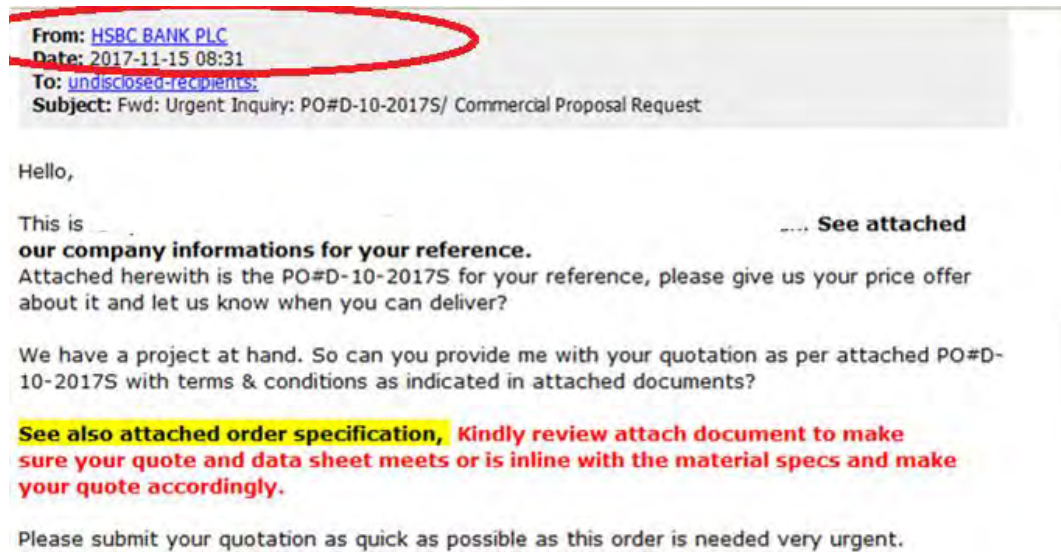 From: HSBC BANK PLC
Date: 2017-11-15 08:31
To: undisclosed-recipients:
Subject: Fwd: Urgent Inquiry: PO#D-10-2017S/ Commercial Proposal Request
Hello,
This is .... See attached
our company informations for your reference.
Attached herewith is the PO#D-10-2017S for your reference, please give us your price offer
about it and let us know when you can deliver?
We have a project at hand. So can you provide me with your quotation as per attached PO#D-
10-2017S with terms & conditions as indicated in attached documents?
See also attached order specification, Kindly review attach document to make
sure your quote and data sheet meets or is inline with the material specs and make
your quote accordingly.
Please submit your quotation as quick as possible as this order is needed very urgent.